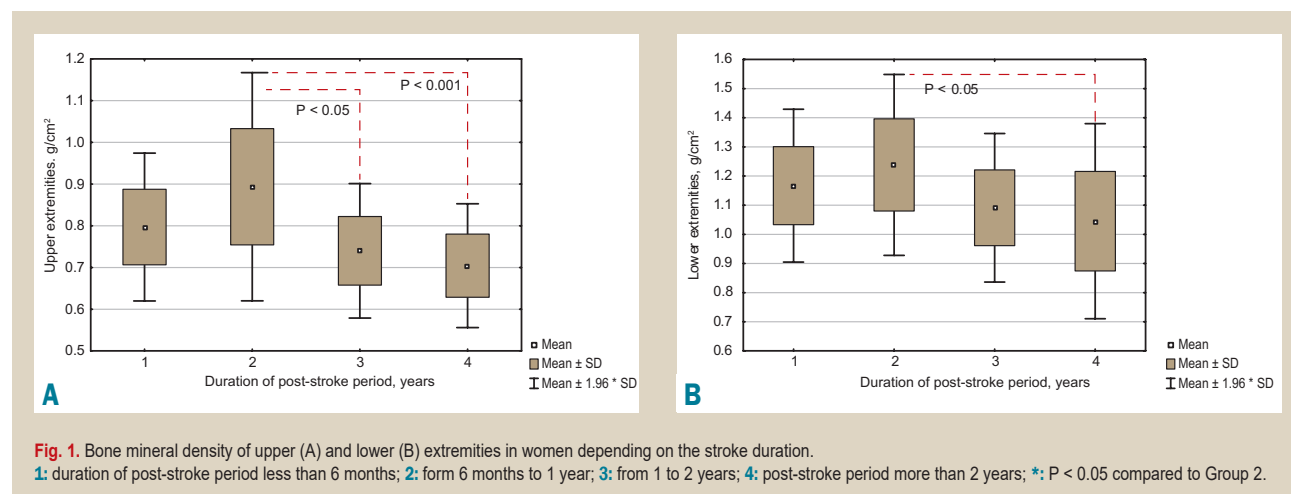 1.2
1.1
1.0
0.9
0.8
0.7
0.6
0.5
Upper extremities. g/cm²
P < 0.001
P < 0.05
1 2 3 4
Duration of post-stroke period, years
Mean
Mean ± SD
Mean ± 1.96 * SD
A
1.6
1.5
1.4
1.3
1.2
1.1
1.0
0.9
0.8
0.7
0.6
Lower extremities, g/cm²
P < 0.05
1 2 3 4
Duration of post-stroke period, years
Mean
Mean ± SD
Mean ± 1.96 * SD
B
Fig. 1. Bone mineral density of upper (A) and lower (B) extremities in women depending on the stroke duration.
1: duration of post-stroke period less than 6 months; 2: form 6 months to 1 year; 3: from 1 to 2 years; 4: post-stroke period more than 2 years; *: P < 0.05 compared to Group 2.